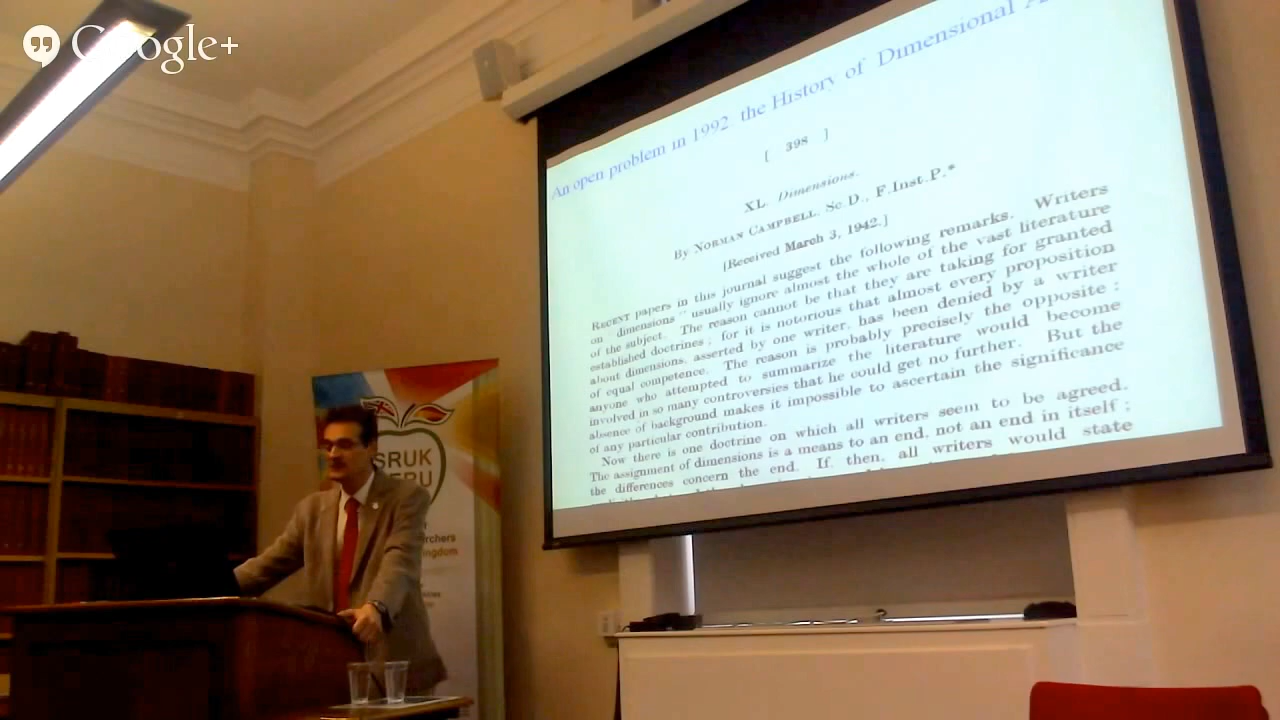 Google+
An open problem in 1992 the History of Dimensional A
[ 398 ]
XL. Dimensions.
By NORMAN CAMPBELL, Sc.D., F.Inst.P.*
[Received March 3, 1942.]
RECENT papers in this journal suggest the following remarks. Writers
on dimensions " usually ignore almost the whole of the vast literature
of the subject. The reason cannot be that they are taking for granted
established doctrines, for it is notorious that almost every proposition
about dimensions, asserted by one writer, has been denied by a writer
of equal competence. The reason is probably precisely the opposite:
anyone who attempted to summarize the literature would become
involved in so many controversies that he could get no further. But the
absence of background makes it impossible to ascertain the significance
of any particular contribution.
Now there is one doctrine on which all writers seem to be agreed.
The assignment of dimensions is a means to an end, not an end in itself;
the differences concern the end. If, then, all writers would state
SRUK
ERU
rchers
ngdom